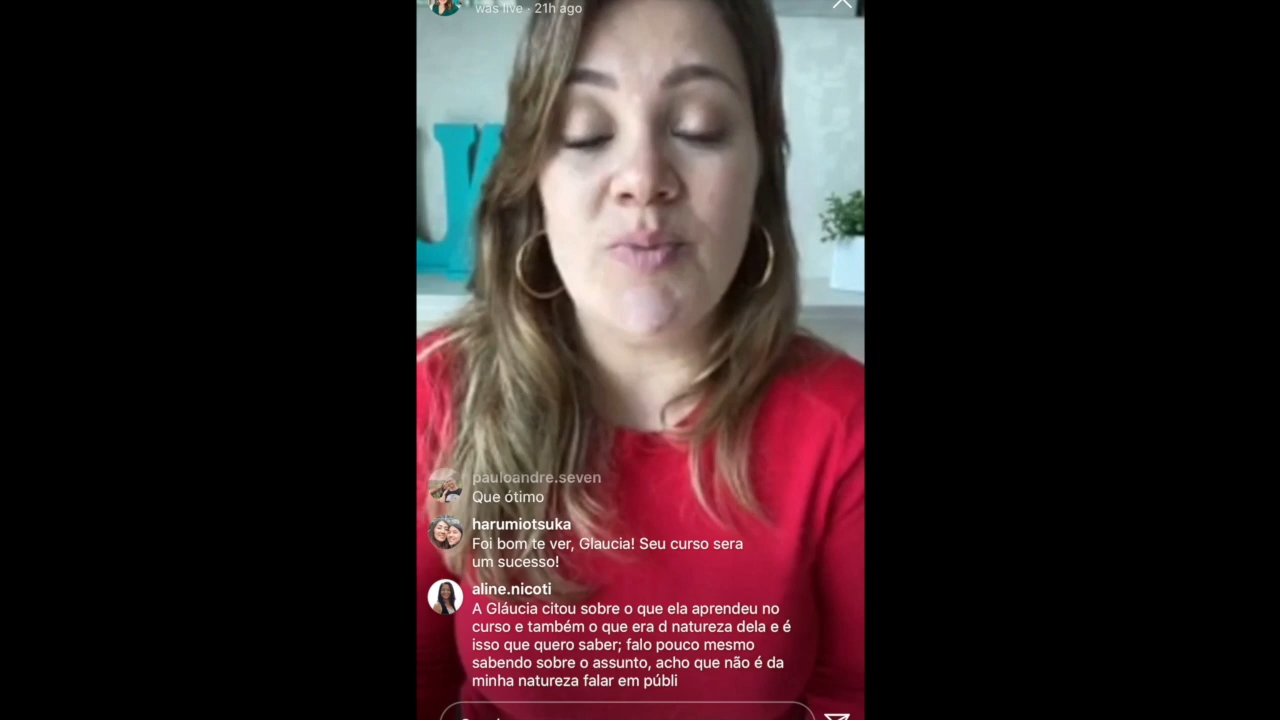 was live · 21h ago
pauloandre.seven
Que ótimo
harumiotsuka
Foi bom te ver, Glaucia! Seu curso sera
um sucesso!
aline.nicoti
A Gláucia citou sobre o que ela aprendeu no
curso e também o que era d natureza dela e é
isso que quero saber; falo pouco mesmo
sabendo sobre o assunto, acho que não é da
minha natureza falar em públi